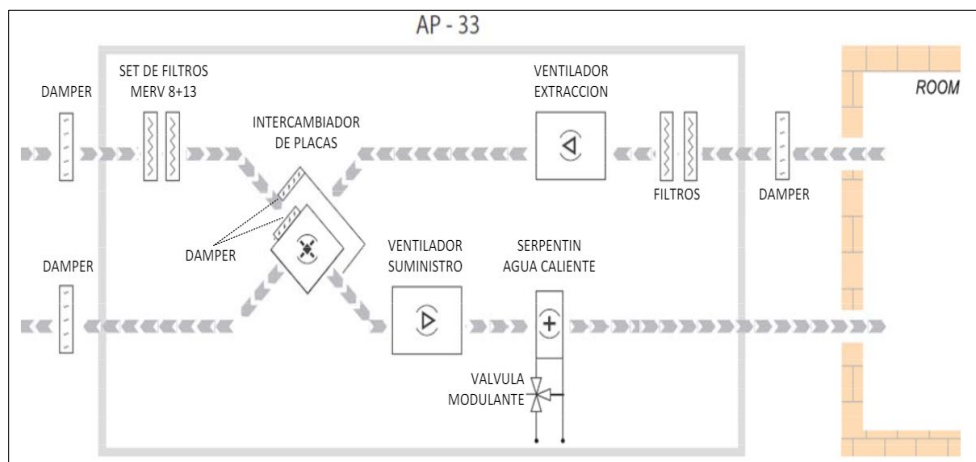 AP - 33
SET DE FILTROS
MERV 8+13
DAMPER
INTERCAMBIADOR
DE PLACAS
VENTILADOR
EXTRACCION
ROOM
FILTROS
DAMPER
DAMPER
DAMPER
VENTILADOR
SUMINISTRO
SERPENTIN
AGUA CALIENTE
VALVULA
MODULANTE